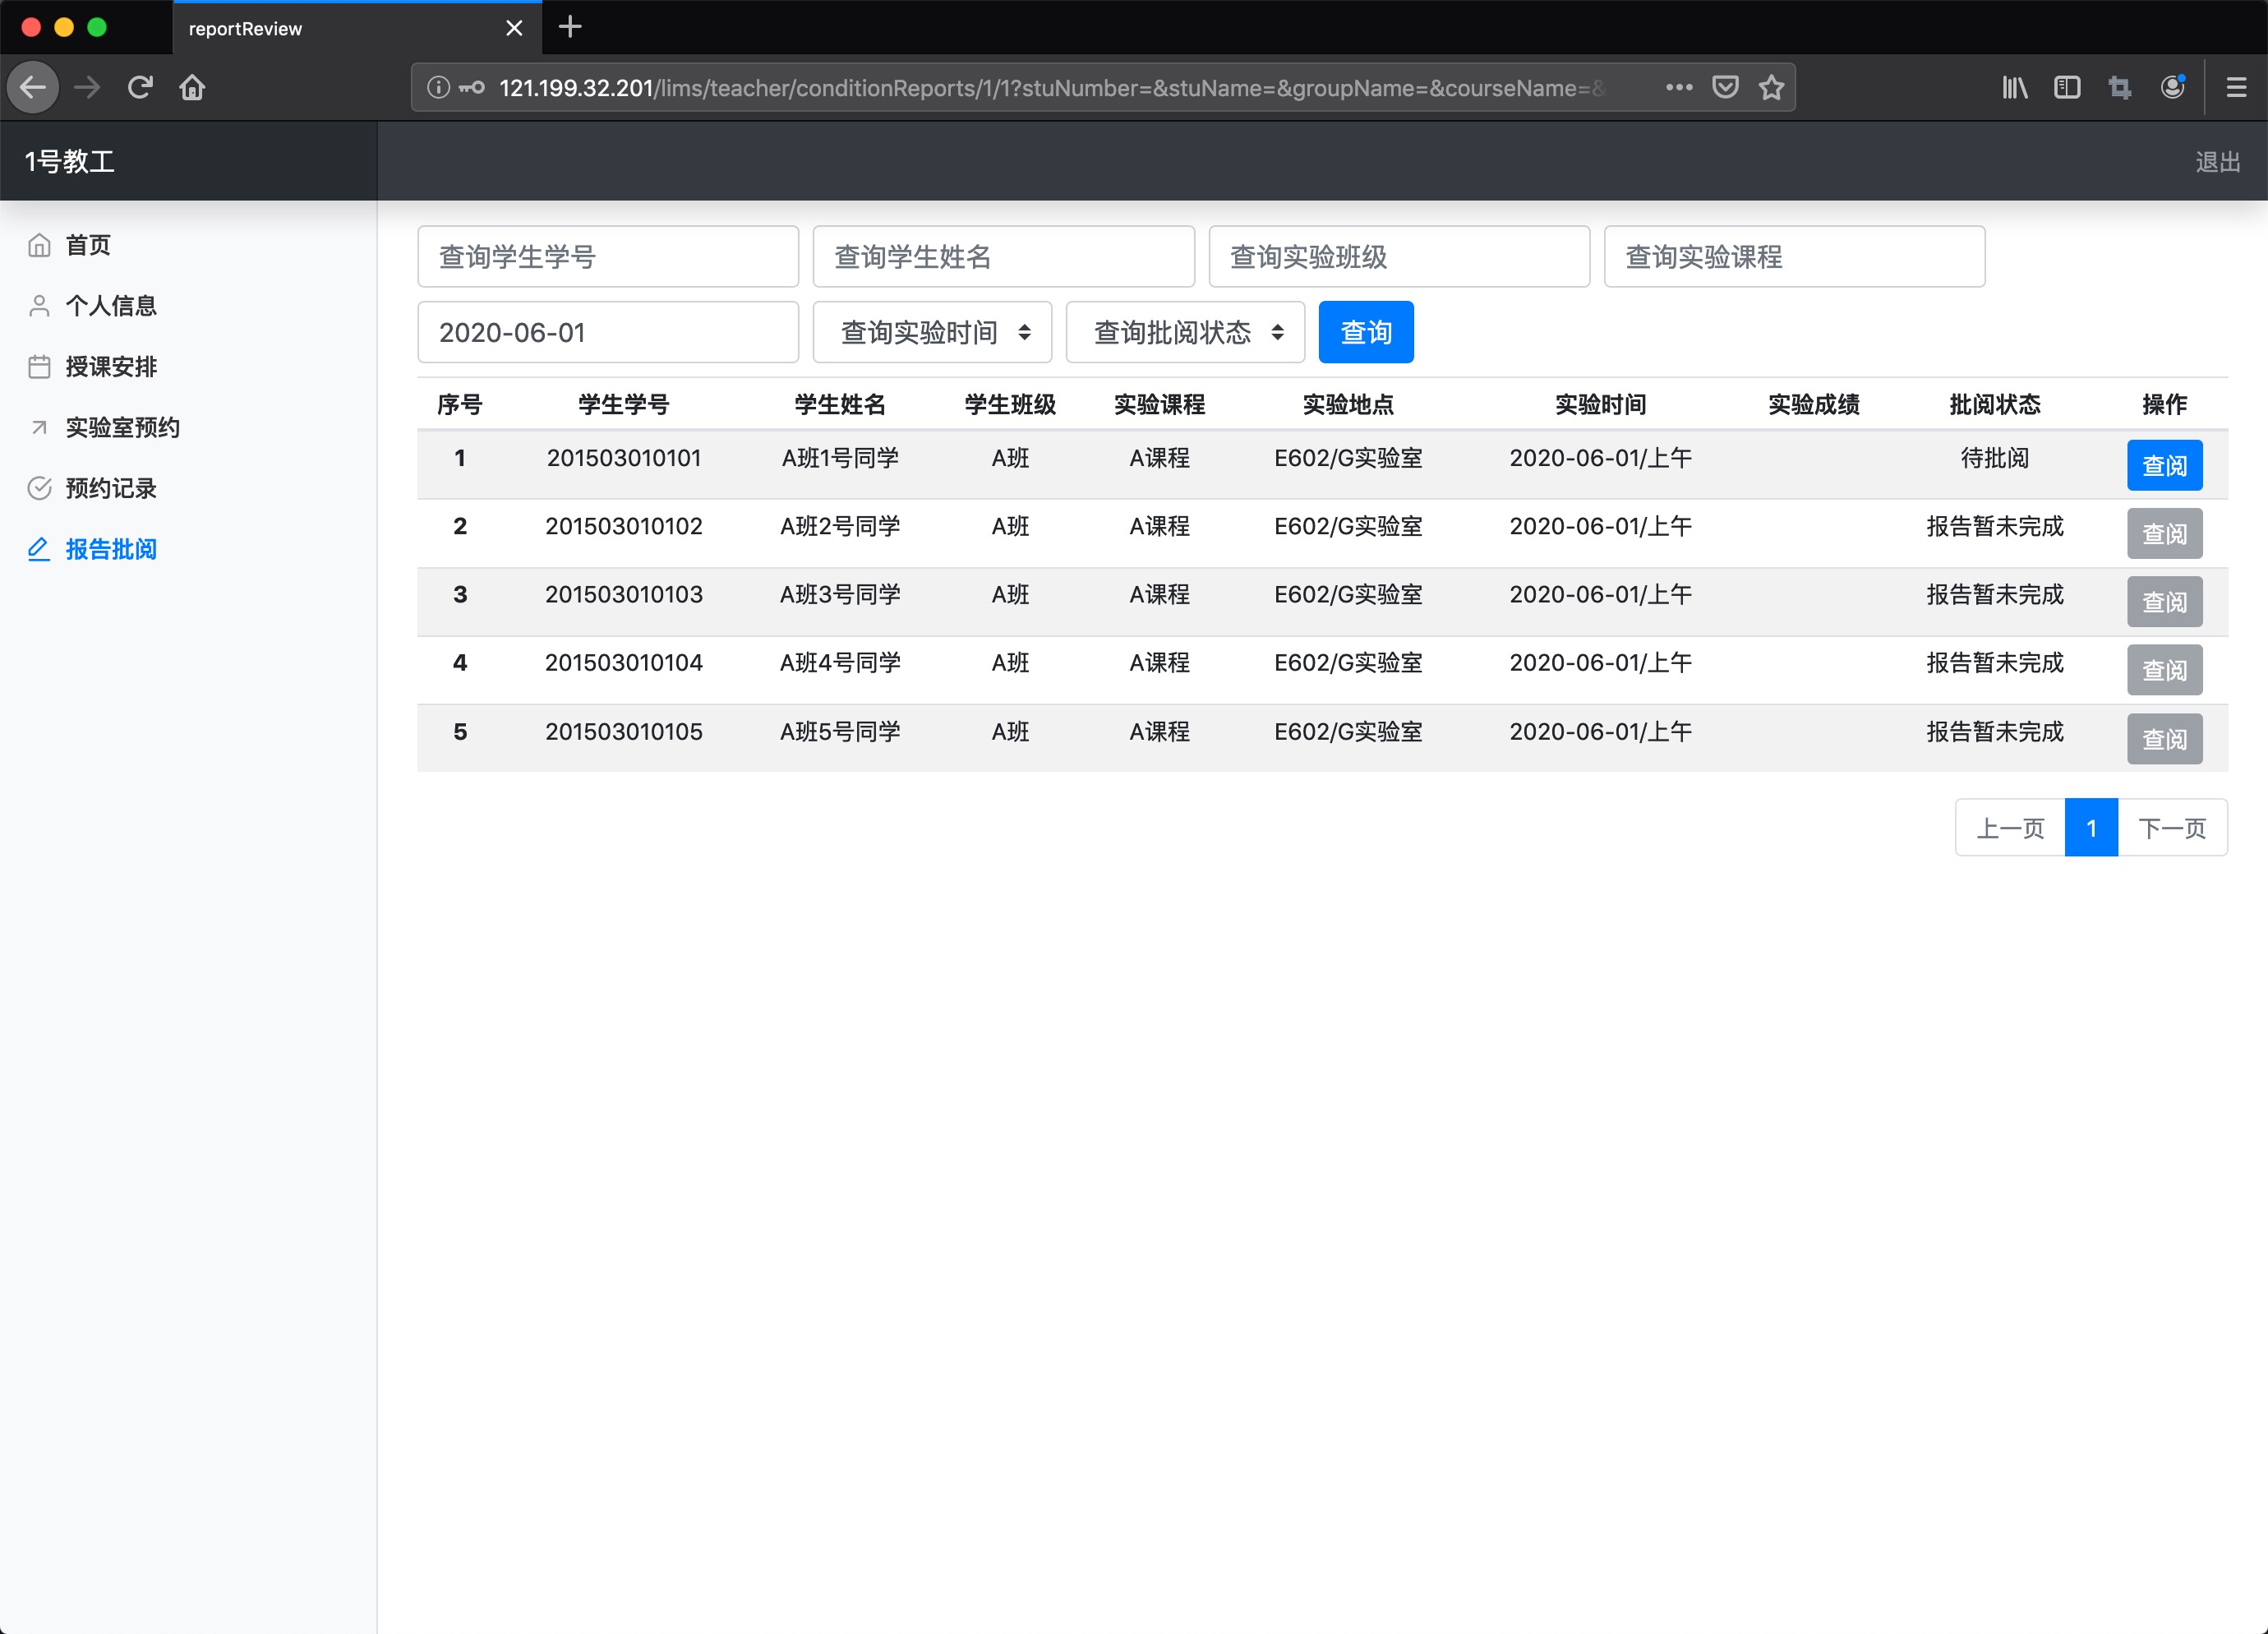 reportReview
121.199.32.201/lims/teacher/conditionReports/1/1?stuNumber=&stuName=&groupName=&courseName=&
1号教工
退出
首页
个人信息
授课安排
实验室预约
预约记录
报告批阅
查询学生学号 查询学生姓名 查询实验班级 查询实验课程
2020-06-01 查询实验时间 查询批阅状态 查询
序号 学生学号 学生姓名 学生班级 实验课程 实验地点 实验时间 实验成绩 批阅状态 操作
1 201503010101 A班1号同学 A班 A课程 E602/G实验室 2020-06-01/上午 待批阅 查阅
2 201503010102 A班2号同学 A班 A课程 E602/G实验室 2020-06-01/上午 报告暂未完成 查阅
3 201503010103 A班3号同学 A班 A课程 E602/G实验室 2020-06-01/上午 报告暂未完成 查阅
4 201503010104 A班4号同学 A班 A课程 E602/G实验室 2020-06-01/上午 报告暂未完成 查阅
5 201503010105 A班5号同学 A班 A课程 E602/G实验室 2020-06-01/上午 报告暂未完成 查阅
上一页 1 下一页